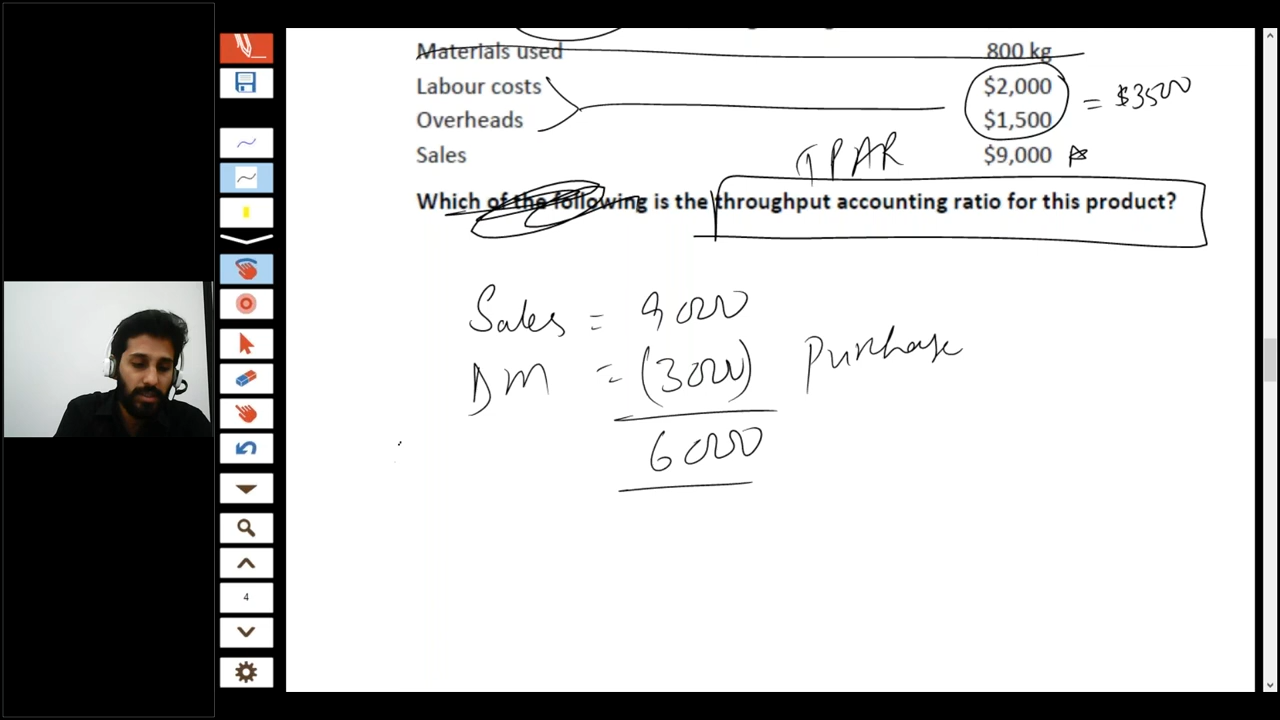 Materials used 800 kg
Labour costs $2,000 = $3500
Overheads $1,500
Sales $9,000
TPAR
Which of the following is the throughput accounting ratio for this product?
Sales = 9000
DM = (3000) Purchase
6000
4